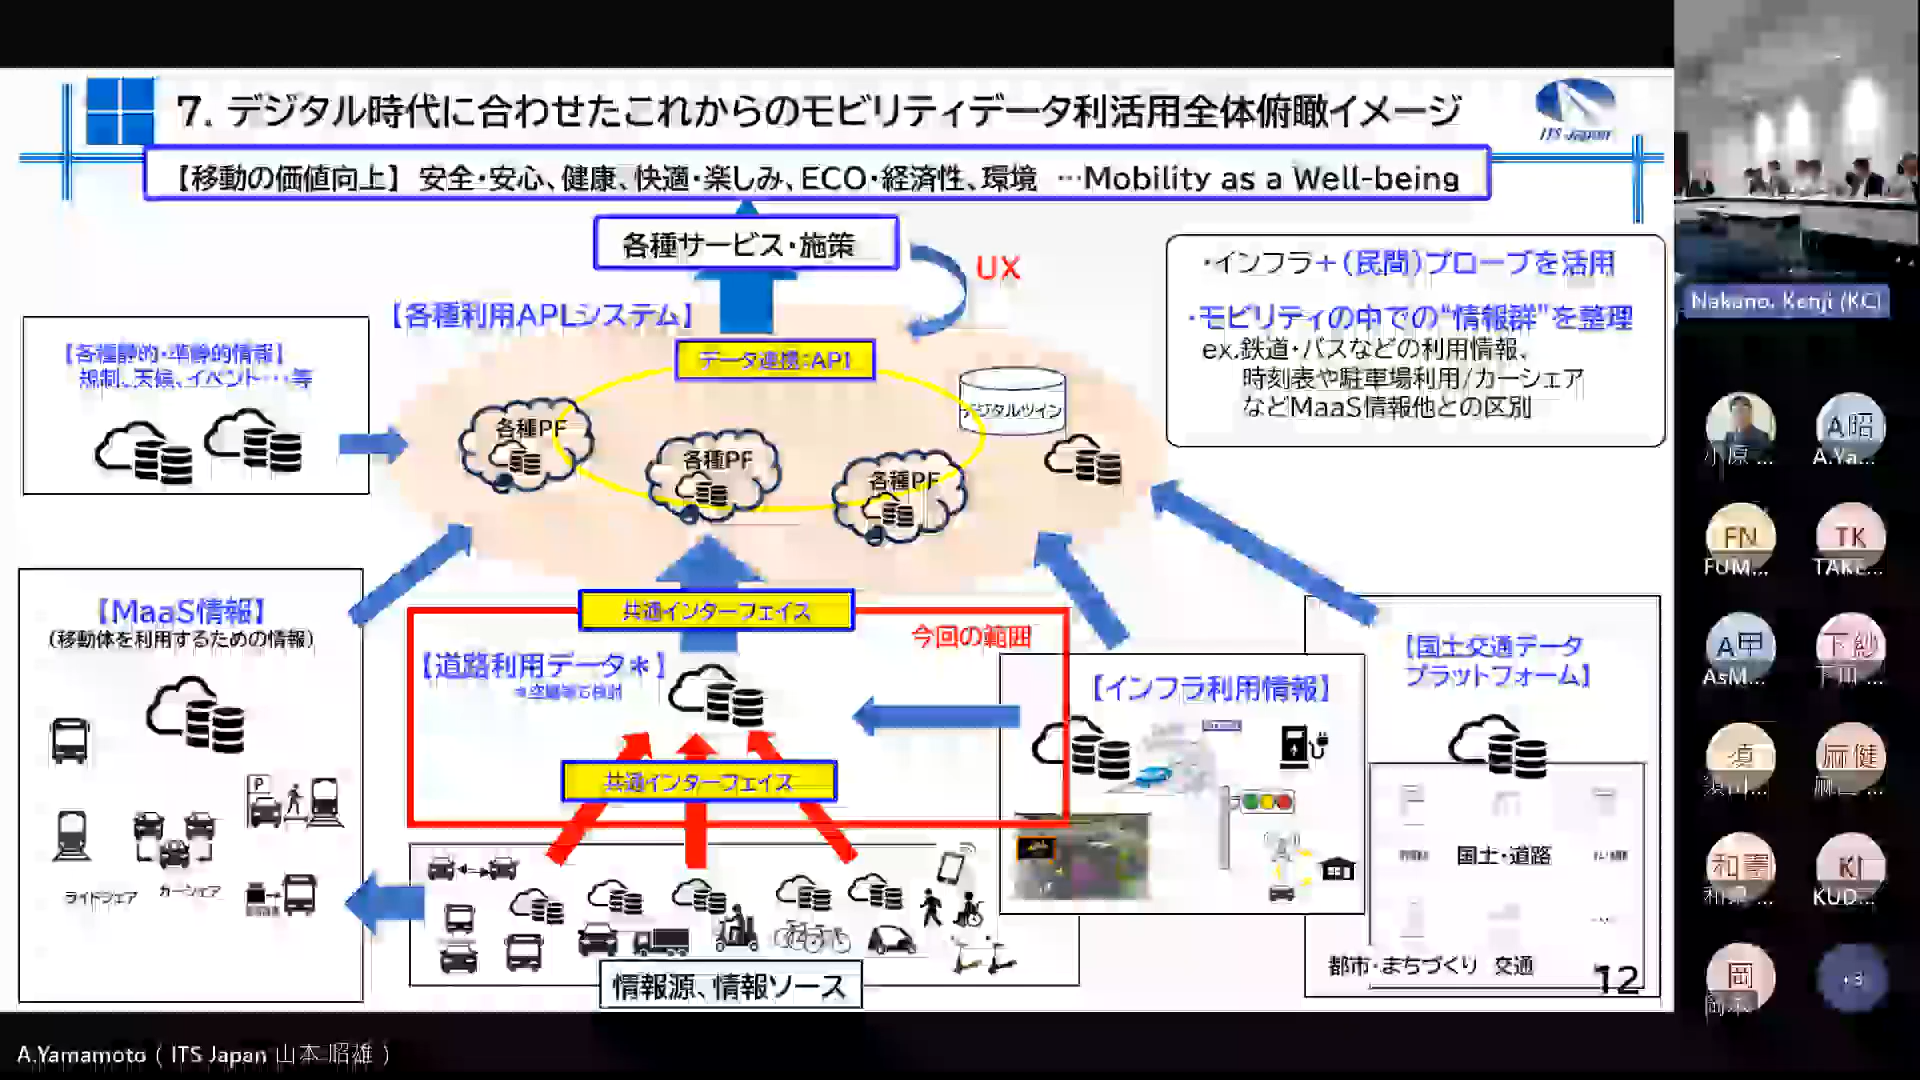 7. デジタル時代に合わせたこれからのモビリティデータ利活用全体俯瞰イメージ
ITS Japan
【移動の価値向上】 安全・安心、健康、快適・楽しみ、ECO・経済性、環境 …Mobility as a Well-being
各種サービス・施策
UX
【各種利用APLシステム】
データ連携:API
・インフラ+(民間)プローブを活用
・モビリティの中での“情報群”を整理
ex.鉄道・バスなどの利用情報、
時刻表や駐車場利用/カーシェア
などMaaS情報他との区別
【各種静的・準静的情報】
規制、天候、イベント・・・等
各種PF
各種PF
各種PF
デジタルツイン
共通インターフェイス
今回の範囲
【道路利用データ＊】
共通インターフェイス
【MaaS情報】
(移動体を利用するための情報)
P
ライドシェア
カーシェア
【インフラ利用情報】
【国土交通データ
プラットフォーム】
国土・道路
都市・まちづくり 交通
情報源、情報ソース
12
Nakano, Kenji (KC)
小原 ...
A昭
A.Ya...
FN
FUM...
TK
TAKE...
A甲
AsM...
下紗
須
和壽
KI
KUD...
岡
+3
A.Yamamoto ( ITS Japan 山本 昭雄 )